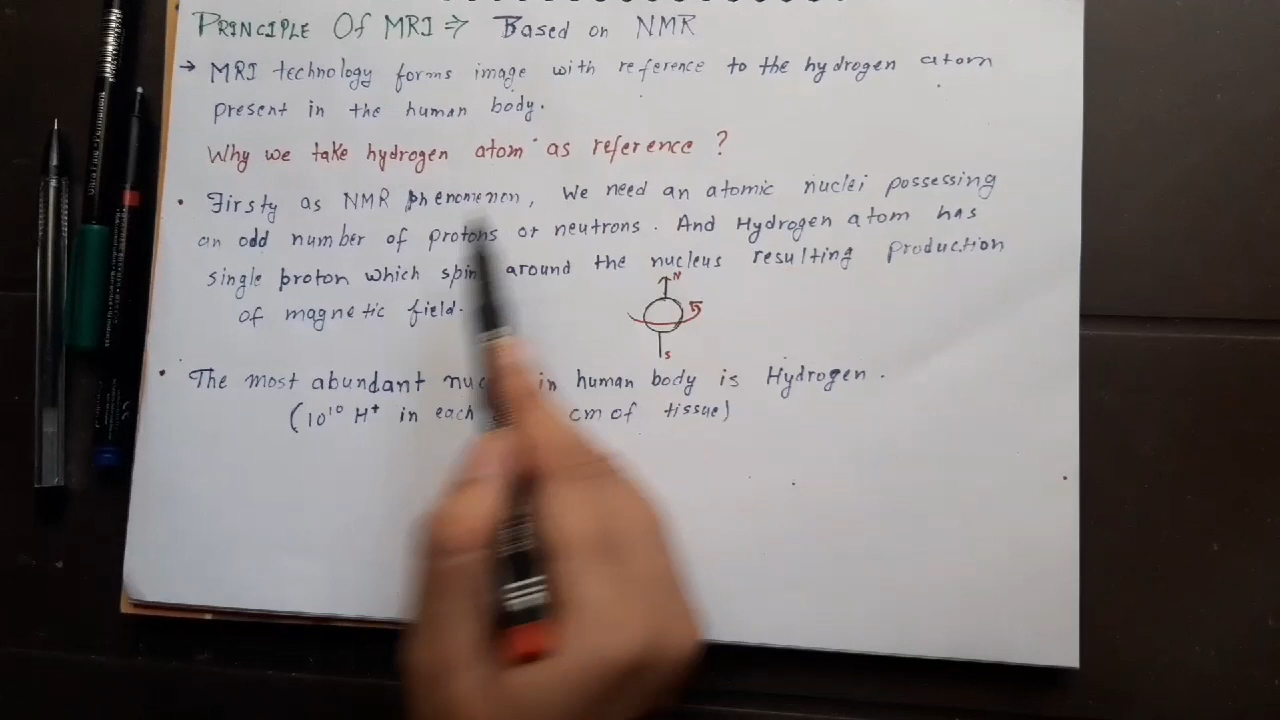 PRINCIPLE OF MRI ⇒ Based on NMR
→ MRI technology forms image with reference to the hydrogen atom
present in the human body.
Why we take hydrogen atom as reference ?
• Firsty as NMR phenomenon, We need an atomic nuclei possessing
an odd number of protons or neutrons. And Hydrogen atom has
single proton which spin around the nucleus resulting production
N
of magnetic field.
S
• The most abundant in human body is Hydrogen.
(10¹⁰ H⁺ in each cm of tissue)